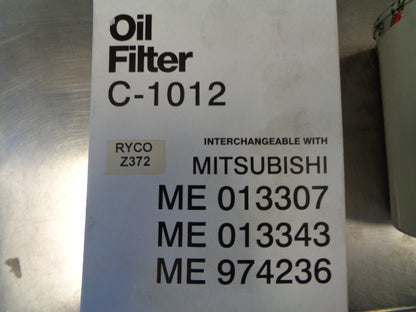 Oil
Filter
C-1012
INTERCHANGEABLE WITH
RYCO
Z372
MITSUBISHI
ME 013307
ME 013343
ME 974236